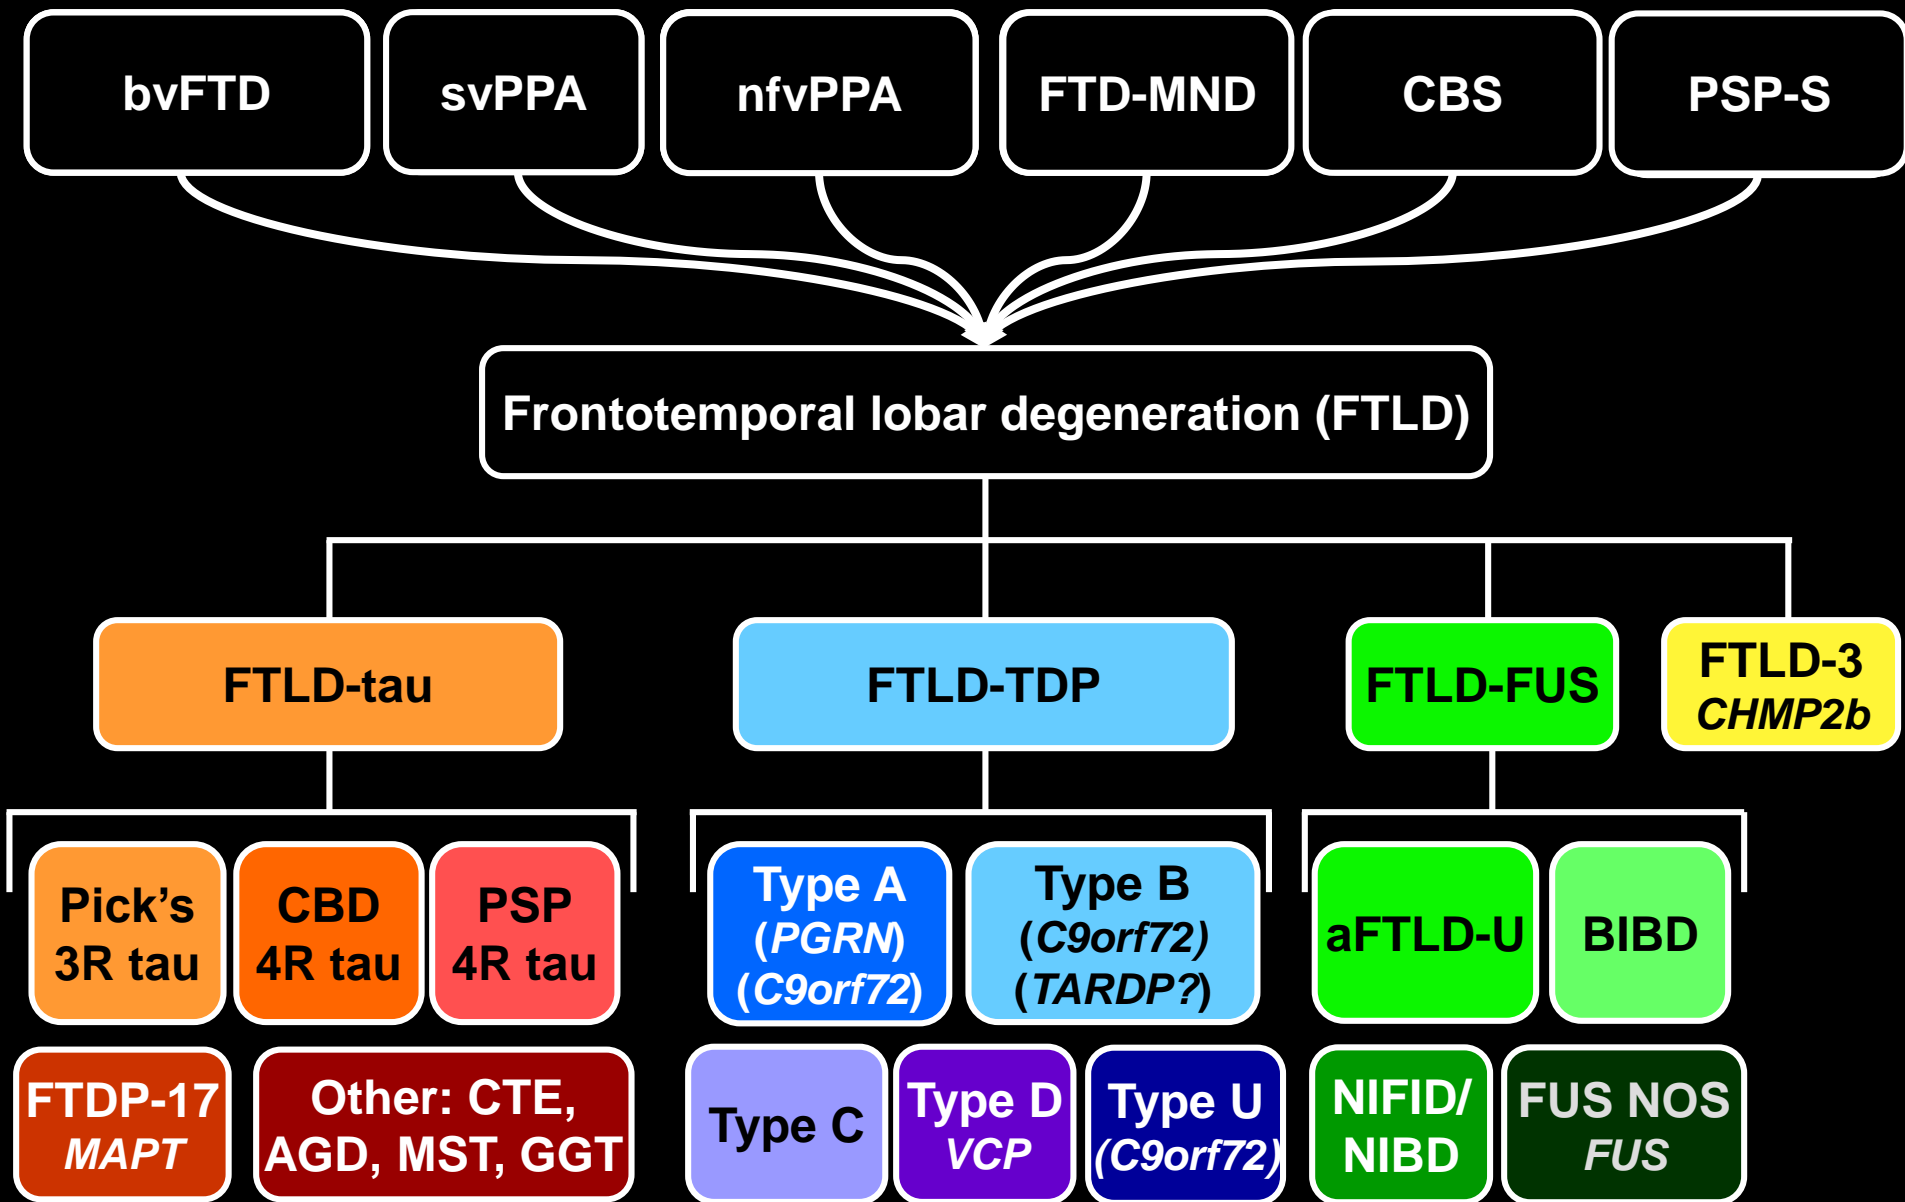 bvFTD
svPPA
nfvPPA
FTD-MND
CBS
PSP-S
Frontotemporal lobar degeneration (FTLD)
FTLD-tau
FTLD-TDP
FTLD-FUS
FTLD-3
CHMP2b
Pick’s
3R tau
CBD
4R tau
PSP
4R tau
Type A
(PGRN)
(C9orf72)
Type B
(C9orf72)
(TARDP?)
aFTLD-U
BIBD
FTDP-17
MAPT
Other: CTE,
AGD, MST, GGT
Type C
Type D
VCP
Type U
(C9orf72)
NIFID/
NIBD
FUS NOS
FUS